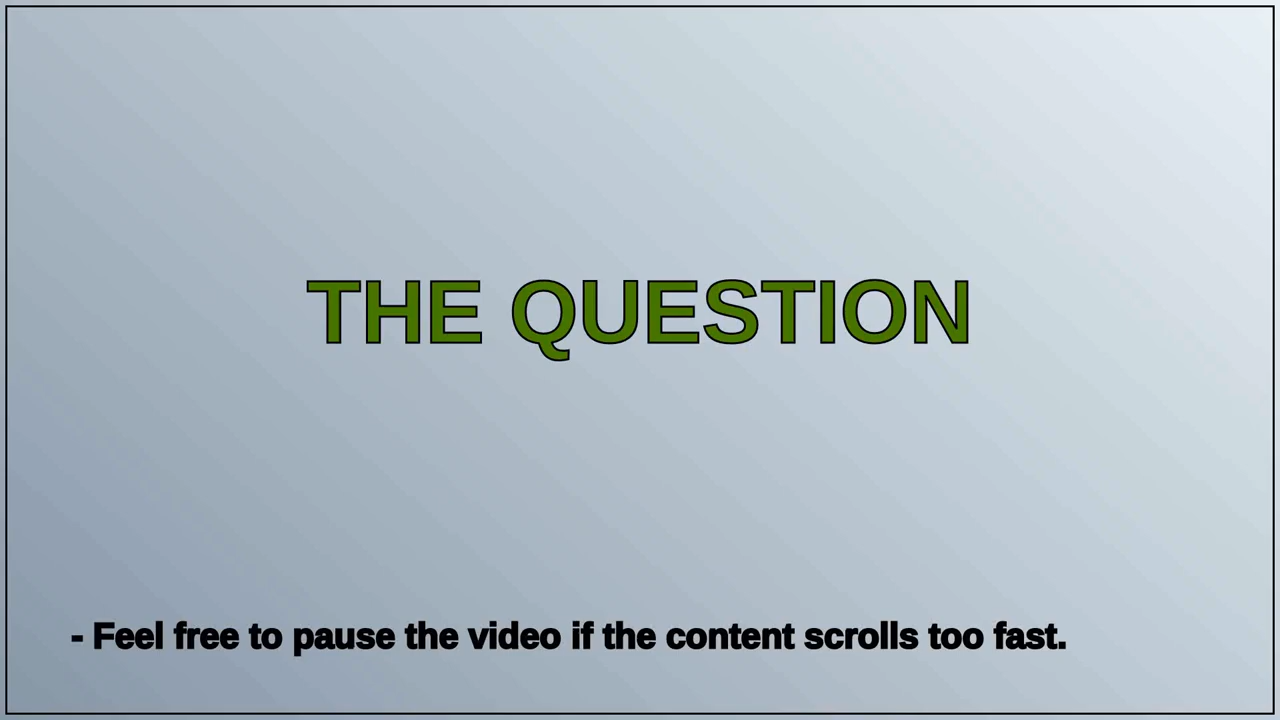 THE QUESTION
- Feel free to pause the video if the content scrolls too fast.